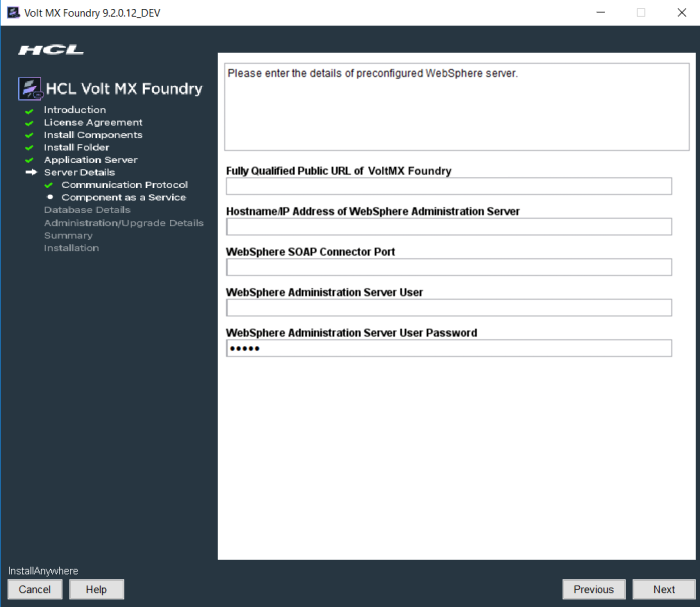 Volt MX Foundry 9.2.0.12_DEV
HCL
HCL Volt MX Foundry
Introduction
License Agreement
Install Components
Install Folder
Application Server
Server Details
Communication Protocol
Component as a Service
Database Details
Administration/Upgrade Details
Summary
Installation
Please enter the details of preconfigured WebSphere server.
Fully Qualified Public URL of VoltMX Foundry
Hostname/IP Address of WebSphere Administration Server
WebSphere SOAP Connector Port
WebSphere Administration Server User
WebSphere Administration Server User Password
•••••
InstallAnywhere
Cancel Help Previous Next